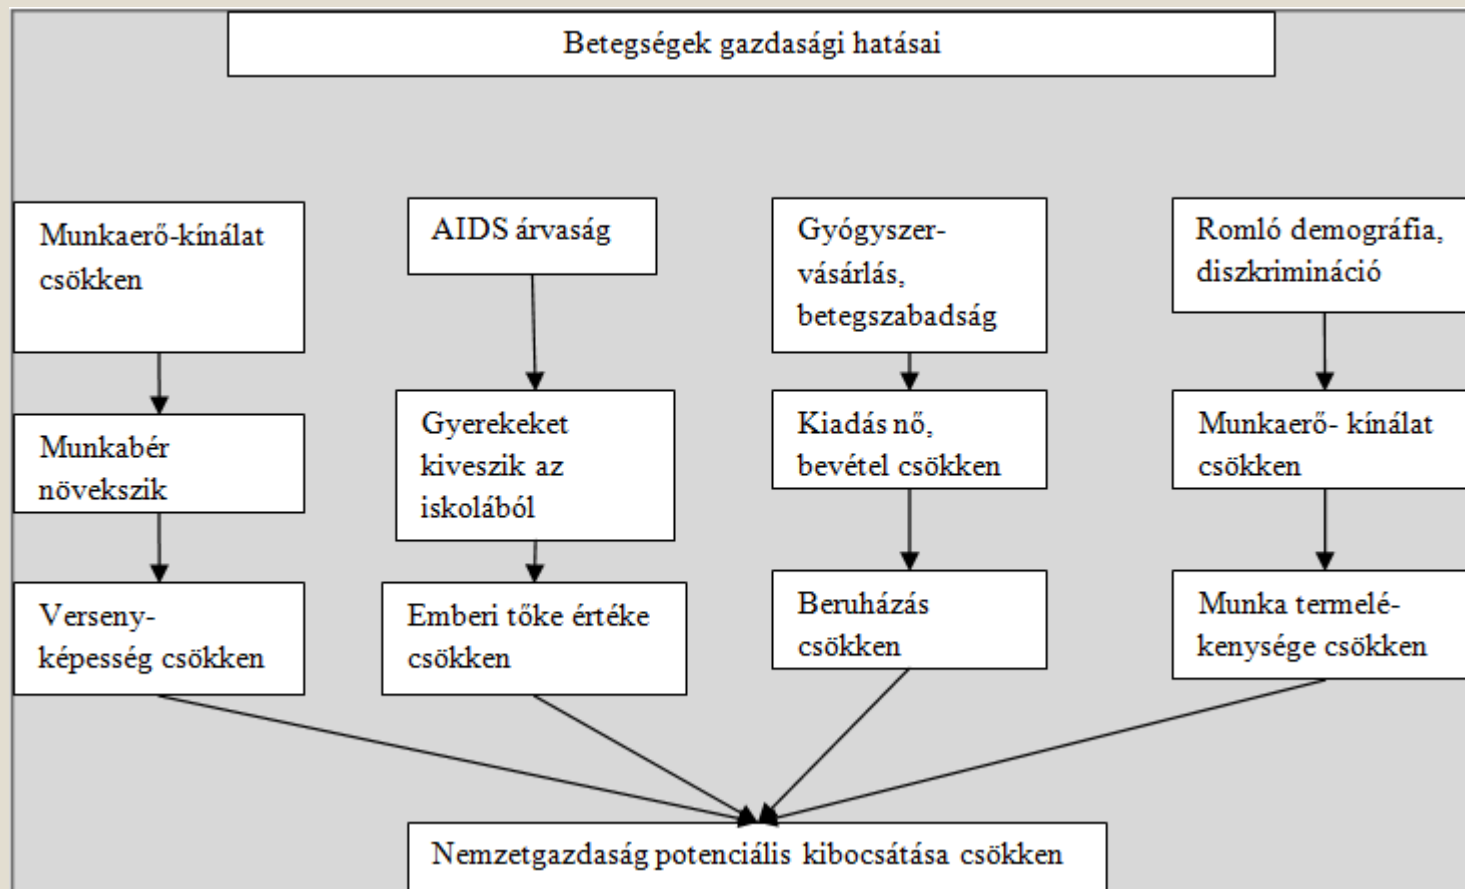 Betegségek gazdasági hatásai
Munkaerő-kínálat
csökken
AIDS árvaság
Gyógyszer-
vásárlás,
betegszabadság
Romló demográfia,
diszkrimináció
Munkabér
növekszik
Gyerekeket
kiveszik az
iskolából
Kiadás nő,
bevétel csökken
Munkaerő- kínálat
csökken
Verseny-
képesség csökken
Emberi tőke értéke
csökken
Beruházás
csökken
Munka termelé-
kenysége csökken
Nemzetgazdaság potenciális kibocsátása csökken